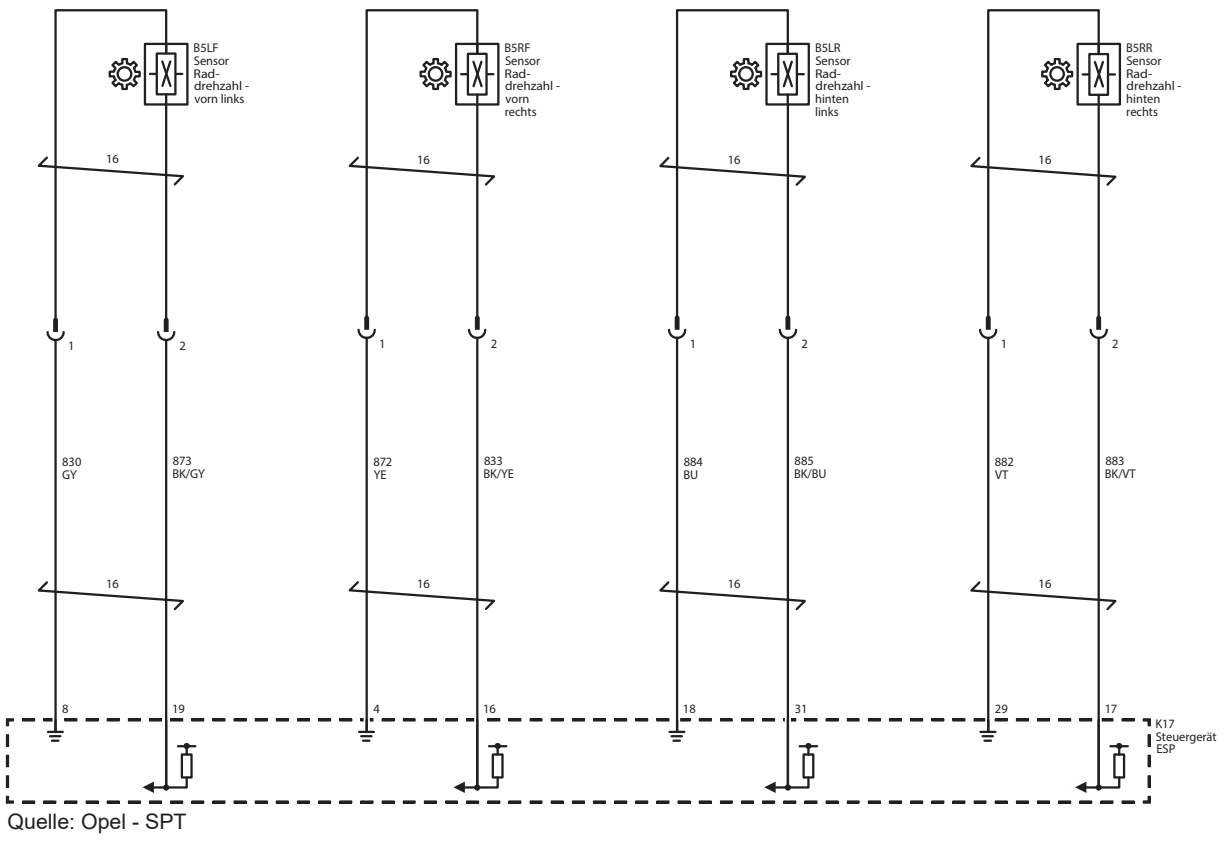 B5LF
Sensor
Rad-
drehzahl -
vorn links
B5RF
Sensor
Rad-
drehzahl -
vorn
rechts
B5LR
Sensor
Rad-
drehzahl -
hinten
links
B5RR
Sensor
Rad-
drehzahl -
hinten
rechts
16
16
16
16
1
2
1
2
1
2
1
2
830
GY
873
BK/GY
872
YE
833
BK/YE
884
BU
885
BK/BU
882
VT
883
BK/VT
16
16
16
16
8
19
4
16
18
31
29
17
K17
Steuergerät
ESP
Quelle: Opel - SPT